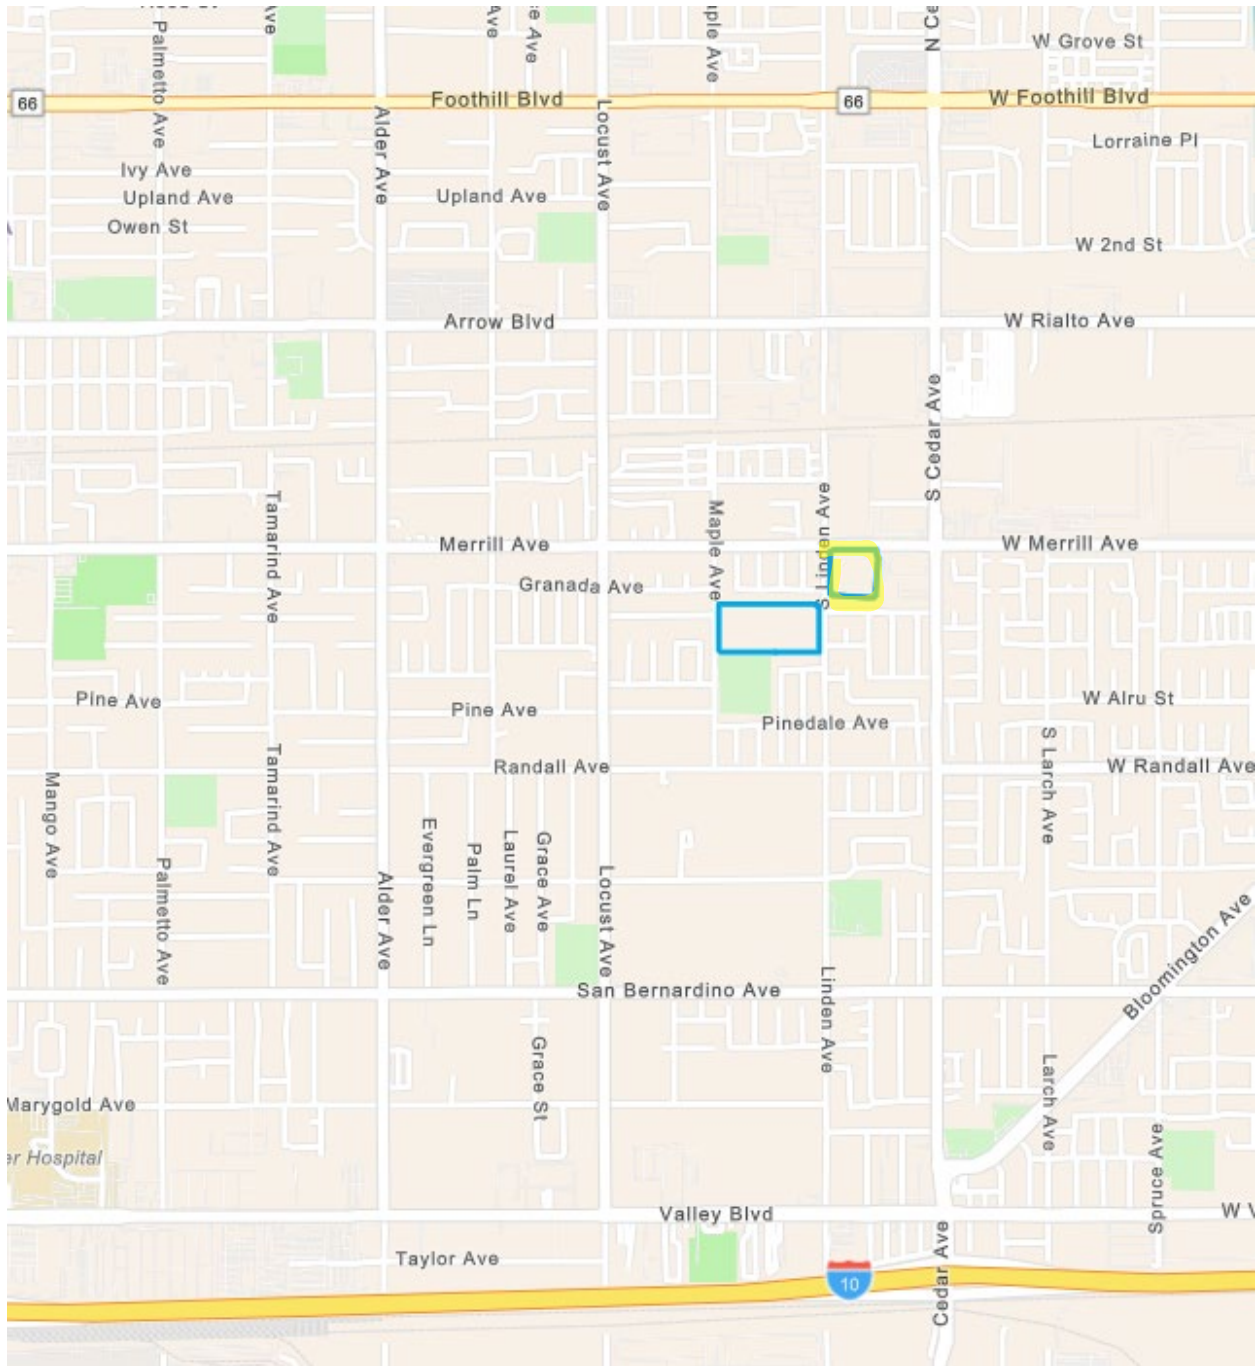 Palmetto Ave
Ave
Ave
W Grove St
66
Foothill Blvd
66
W Foothill Blvd
Alder Ave
Locust Ave
Lorraine Pl
Ivy Ave
Upland Ave
Upland Ave
Owen St
W 2nd St
Arrow Blvd
W Rialto Ave
S Cedar Ave
Tamarind Ave
Maple Ave
S Linden Ave
Merrill Ave
W Merrill Ave
Granada Ave
Pine Ave
Pine Ave
Pinedale Ave
W Alru St
S Larch Ave
Randall Ave
W Randall Ave
Mango Ave
Tamarind Ave
Palmetto Ave
Evergreen Ln
Palm Ln
Laurel Ave
Grace Ave
Alder Ave
Locust Ave
Bloomington Ave
San Bernardino Ave
Linden Ave
Grace St
Larch Ave
Marygold Ave
er Hospital
Spruce Ave
Valley Blvd
W V
Taylor Ave
10
Cedar Ave